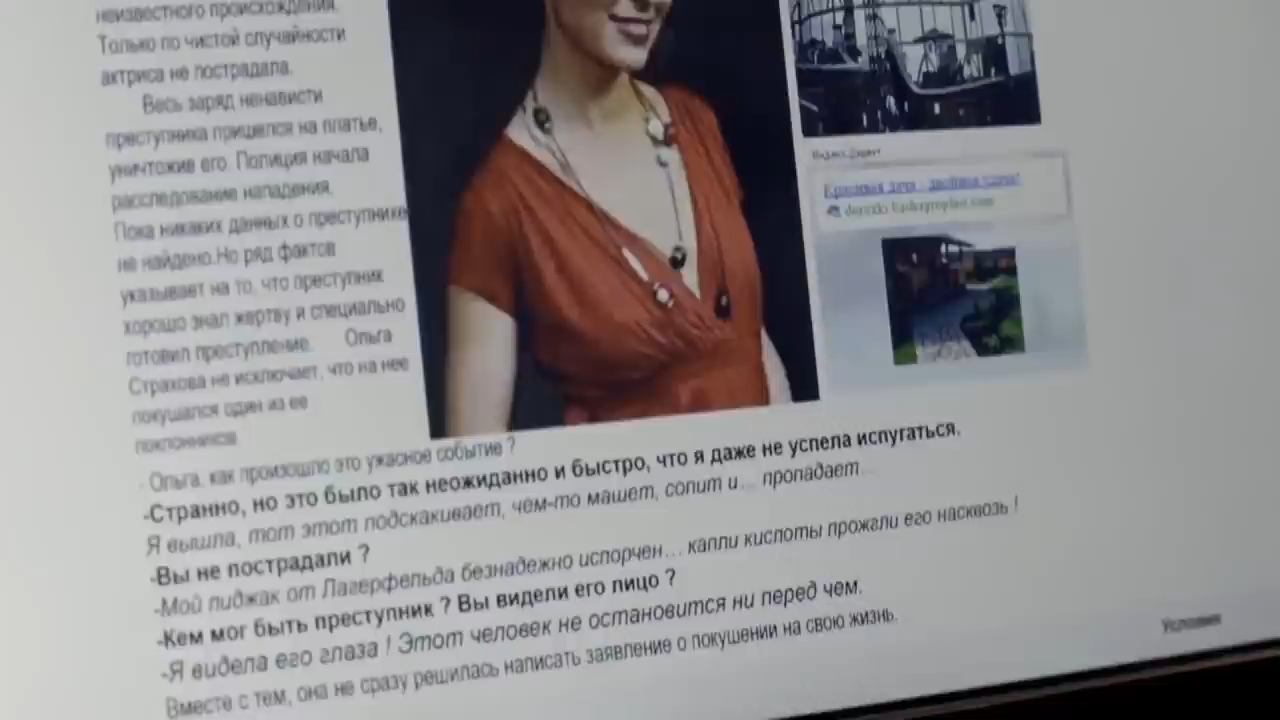 неизвестного происхождения.
Только по чистой случайности
актриса не пострадала.
Весь заряд ненависти
преступника пришелся на платье,
уничтожив его. Полиция начала
расследование нападения.
Пока никаких данных о преступнике
не найдено.Но ряд фактов
указывает на то, что преступник
хорошо знал жертву и специально
готовил преступление. Ольга
Страхова не исключает, что на нее
покушался один из ее
поклонников.
- Ольга, как произошло это ужасное событие ?
-Странно, но это было так неожиданно и быстро, что я даже не успела испугаться.
Я вышла, тот этот подскакивает, чем-то машет, сопит и... пропадает...
-Вы не пострадали ?
-Мой пиджак от Лагерфельда безнадежно испорчен... капли кислоты прожгли его насквозь !
-Кем мог быть преступник ? Вы видели его лицо ?
-Я видела его глаза ! Этот человек не остановится ни перед чем.
Вместе с тем, она не сразу решилась написать заявление о покушении на свою жизнь.
Яндекс.Директ
Условия